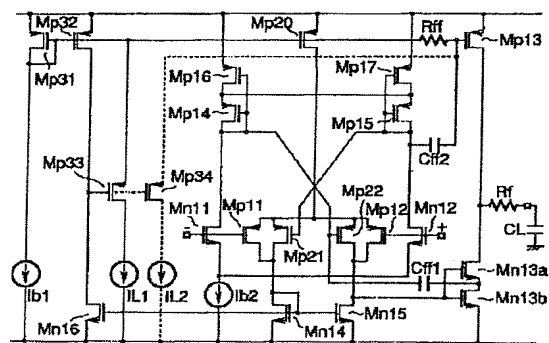 Mp32
Mp20
Rff
Mp13
Mp31
Mp16
Mp17
Mp14
Mp15
Cff2
Mp33
Mp34
Mn11
Mp11
Mp22
Mp12
Mn12
Rf
-
+
CL
Mp21
Cff1
Mn13a
Ib1
IL1
IL2
Ib2
Mn13b
Mn16
Mn14
Mn15